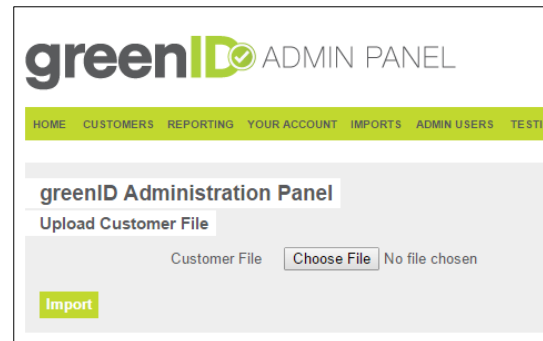 greenID ADMIN PANEL
HOME CUSTOMERS REPORTING YOUR ACCOUNT IMPORTS ADMIN USERS TESTI
greenID Administration Panel
Upload Customer File
Customer File Choose File No file chosen
Import